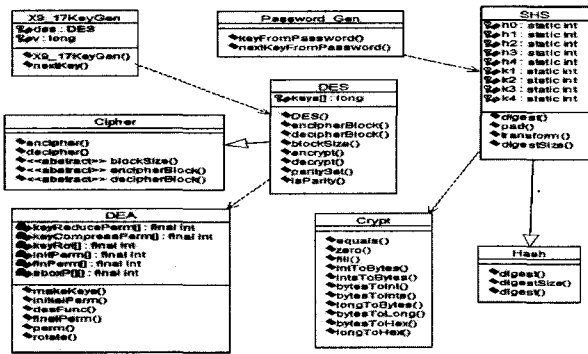 X9_17KeyGen
des : DES
v : long
X9_17KeyGen()
nextKey()
Password_Gen
keyFromPassword()
nextKeyFromPassword()
SHS
h0 : static int
h1 : static int
h2 : static int
h3 : static int
h4 : static int
k1 : static int
k2 : static int
k3 : static int
k4 : static int
digest()
pad()
transform()
digestSize()
DES
keys[] : long
DES()
encipherBlock()
decipherBlock()
blockSize()
encrypt()
decrypt()
paritySet()
isParity()
Cipher
encipher()
decipher()
<<abstract>> blockSize()
<<abstract>> encipherBlock()
<<abstract>> decipherBlock()
DEA
keyReducePerm[] : final int
keyCompressPerm[] : final int
keyRot[] : final int
initPerm[] : final int
finPerm[] : final int
sboxP[][] : final int
makeKeys()
initialPerm()
desFunc()
finalPerm()
perm()
rotate()
Crypt
equals()
zero()
fill()
intToBytes()
intsToBytes()
bytesToInt()
bytesToInts()
longToBytes()
bytesToLong()
bytesToHex()
longToHex()
Hash
digest()
digestSize()
digest()